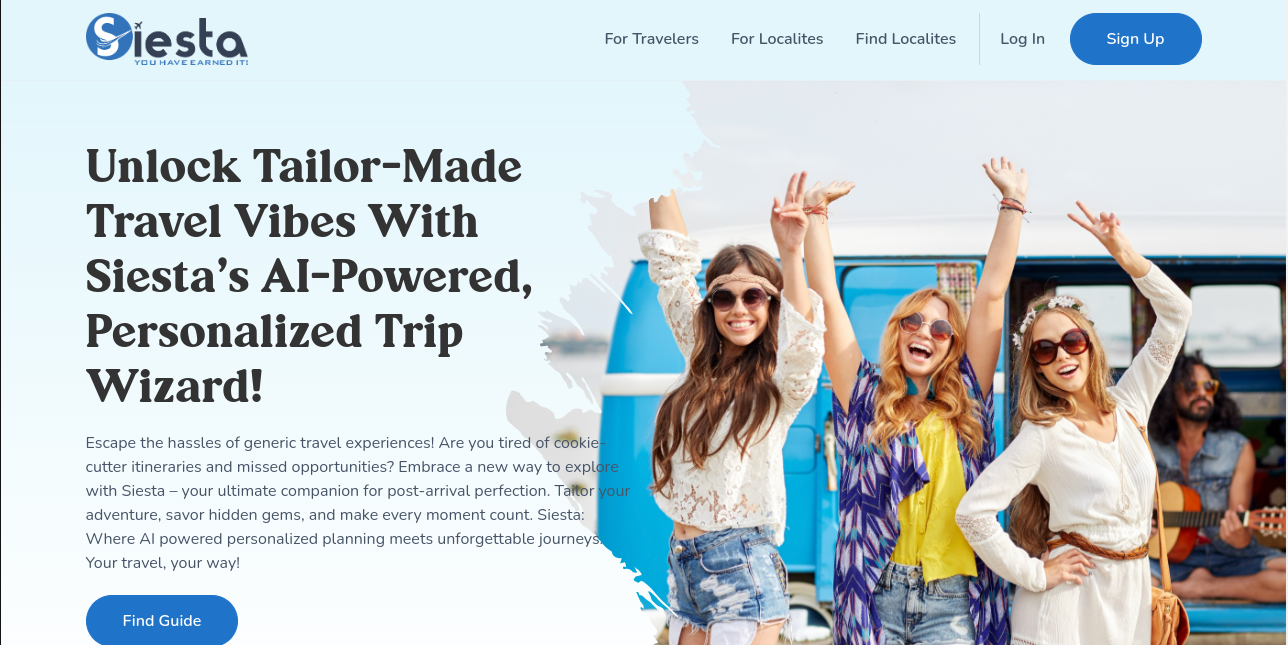 Siesta
YOU HAVE EARNED IT!
For Travelers
For Localites
Find Localites
Log In
Sign Up
Unlock Tailor-Made
Travel Vibes With
Siesta’s AI-Powered,
Personalized Trip
Wizard!
Escape the hassles of generic travel experiences! Are you tired of cookie-
cutter itineraries and missed opportunities? Embrace a new way to explore
with Siesta – your ultimate companion for post-arrival perfection. Tailor your
adventure, savor hidden gems, and make every moment count. Siesta:
Where AI powered personalized planning meets unforgettable journeys.
Your travel, your way!
Find Guide